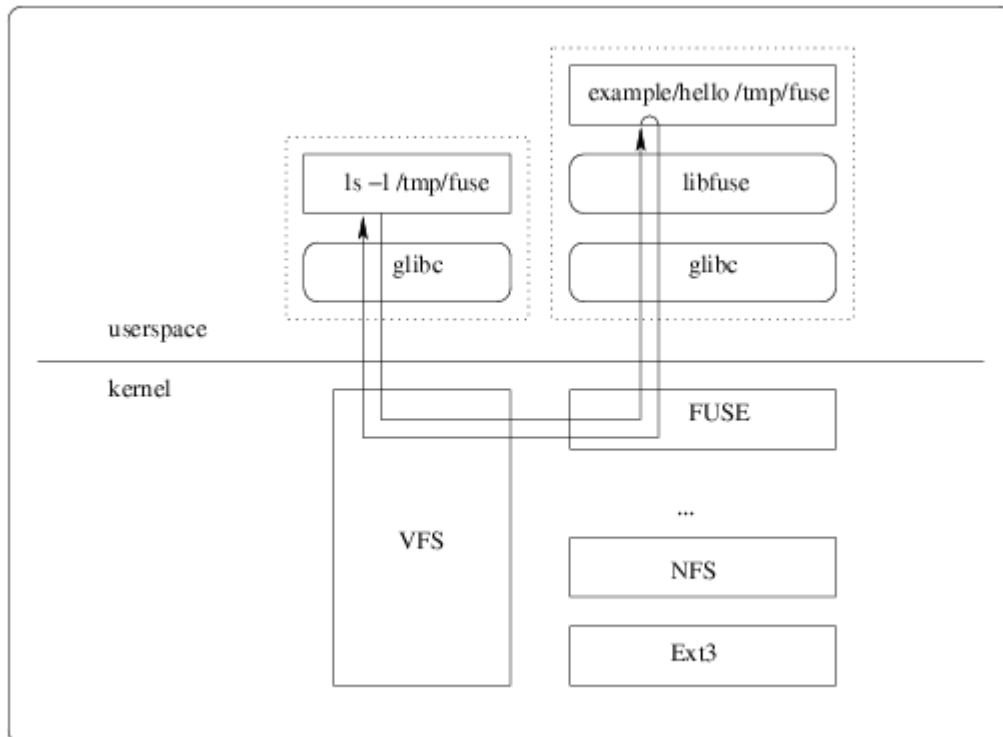 example/hello /tmp/fuse
ls –l /tmp/fuse
libfuse
glibc
glibc
userspace
kernel
FUSE
VFS
...
NFS
Ext3